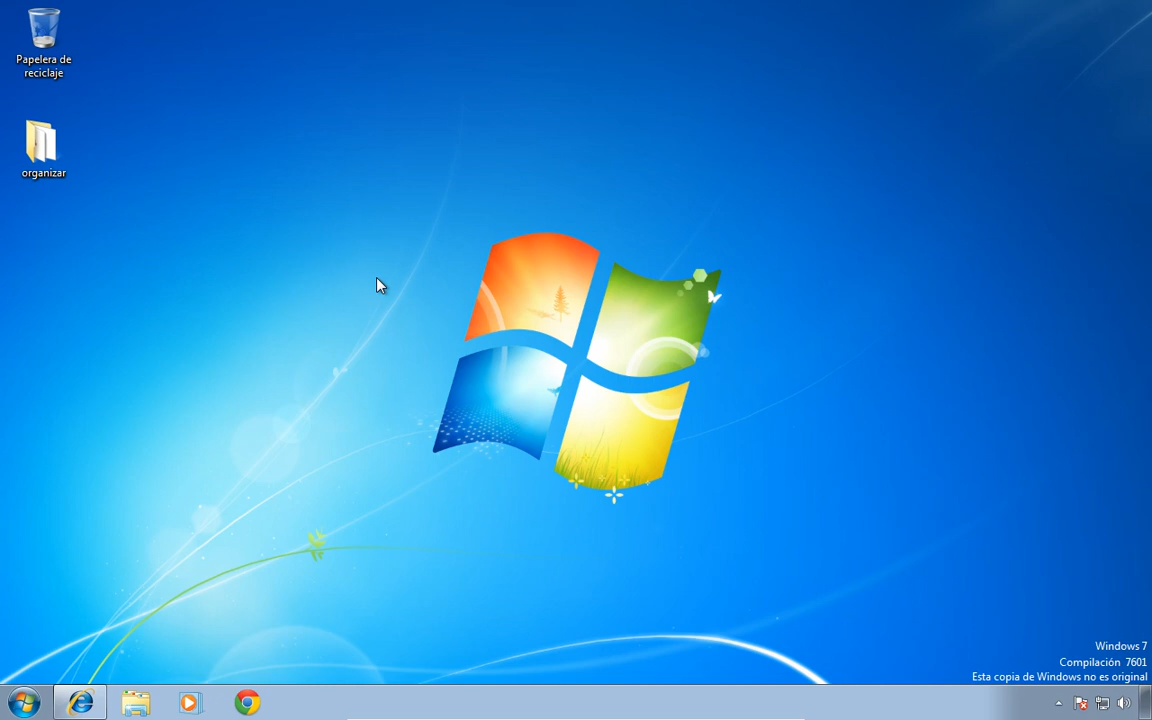 Papelera de
reciclaje
organizar
Windows 7
Compilación 7601
Esta copia de Windows no es original